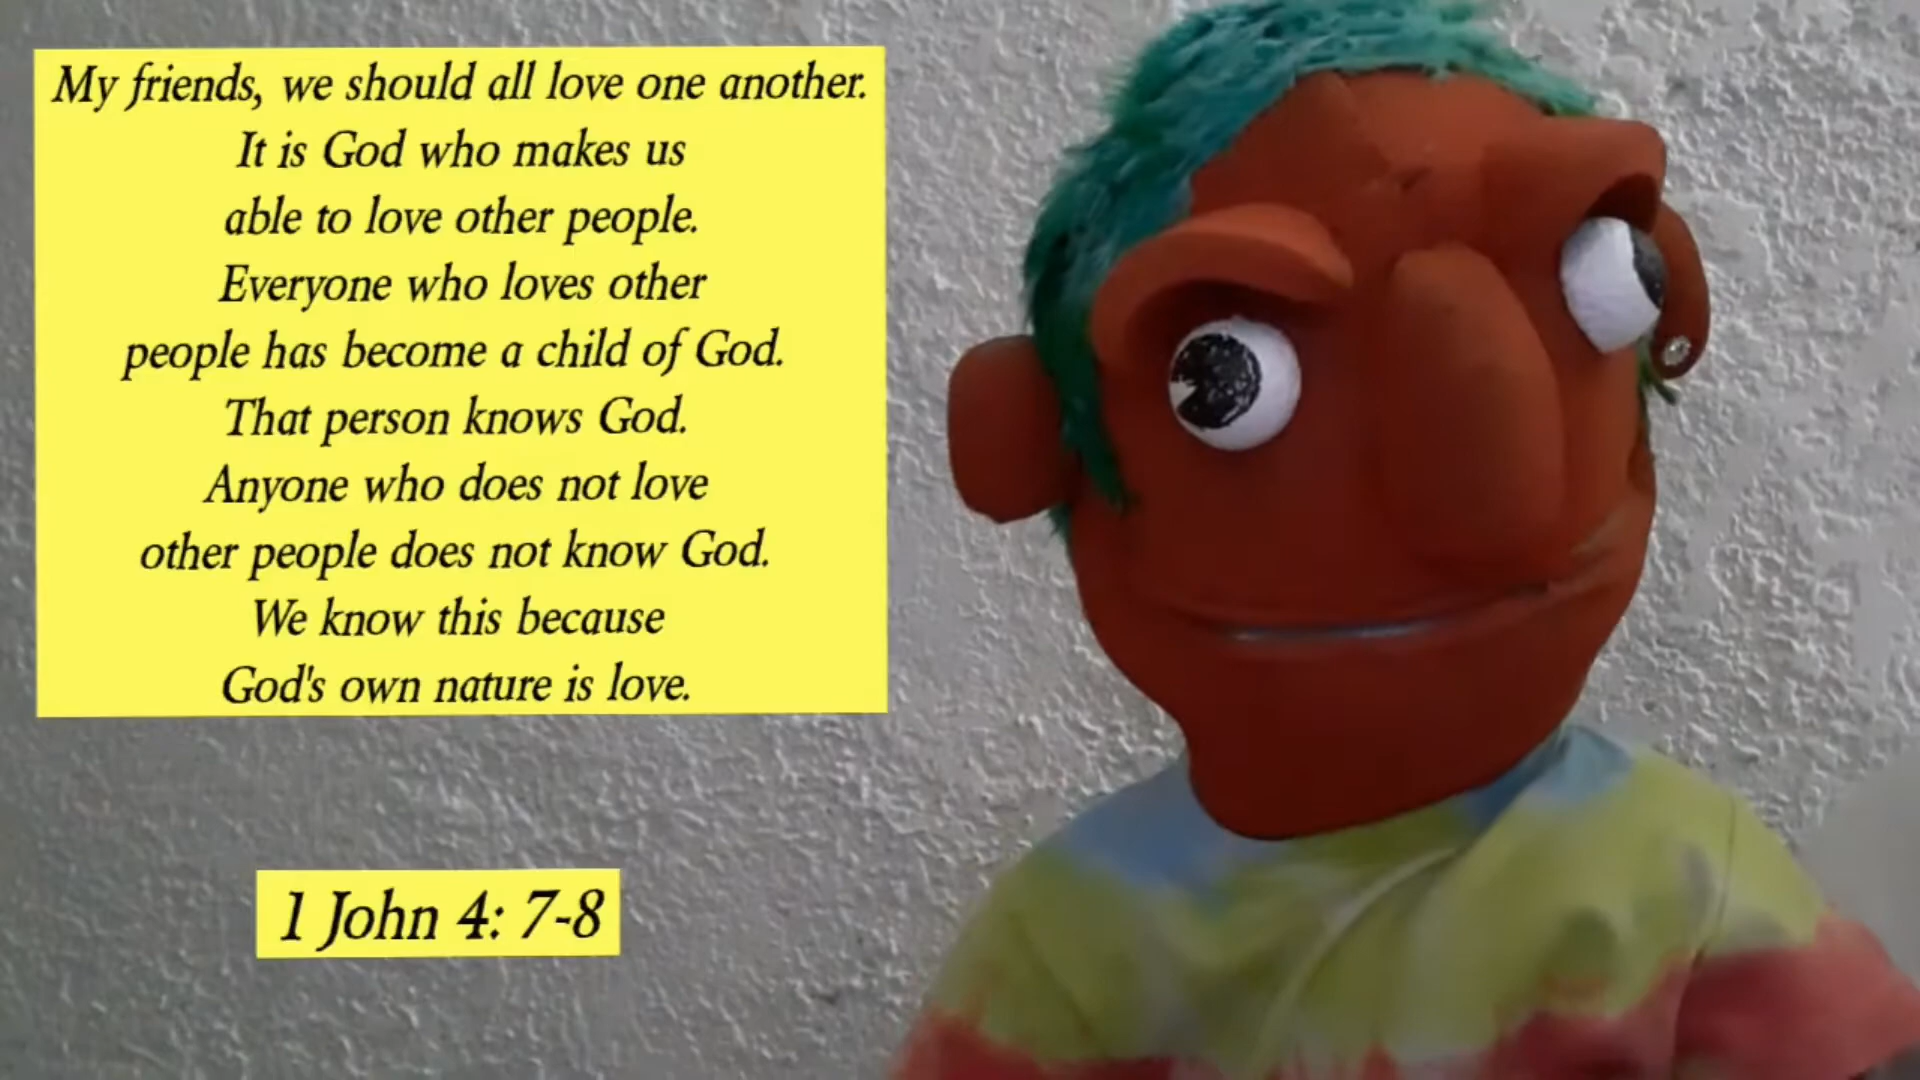 My friends, we should all love one another.
It is God who makes us
able to love other people.
Everyone who loves other
people has become a child of God.
That person knows God.
Anyone who does not love
other people does not know God.
We know this because
God's own nature is love.
1 John 4: 7-8